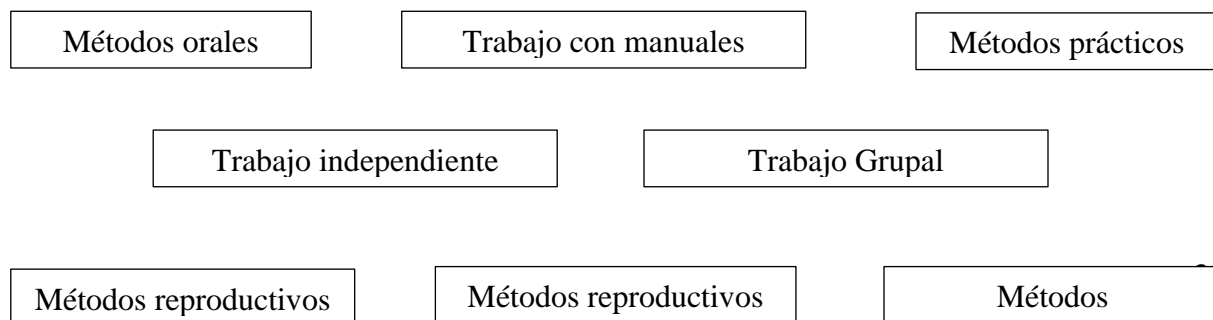 Métodos orales
Trabajo con manuales
Métodos prácticos
Trabajo independiente
Trabajo Grupal
Métodos reproductivos
Métodos reproductivos
Métodos